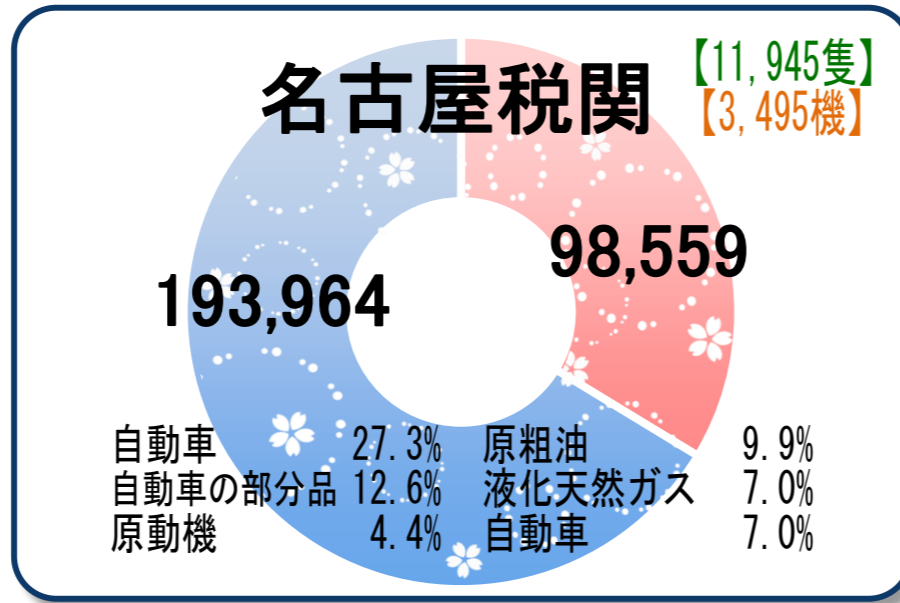 名古屋税関
【11,945隻】
【3,495機】
98,559
193,964
自動車 27.3% 原粗油 9.9%
自動車の部分品 12.6% 液化天然ガス 7.0%
原動機 4.4% 自動車 7.0%